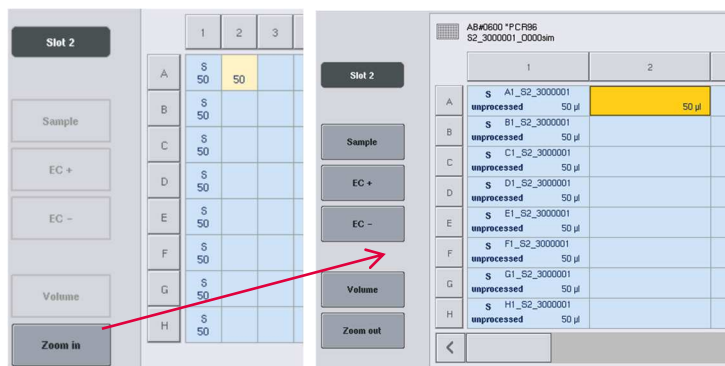 Slot 2
Sample
EC +
EC –
Volume
Zoom in
1 2 3
A S 50 50
B S 50
C S 50
D S 50
E S 50
F S 50
G S 50
H S 50
AB#0600 *PCR96
S2_3000001_0000sim
Slot 2
Sample
EC +
EC –
Volume
Zoom out
1 2
A S A1_S2_3000001
unprocessed 50 µl 50 µl
B S B1_S2_3000001
unprocessed 50 µl
C S C1_S2_3000001
unprocessed 50 µl
D S D1_S2_3000001
unprocessed 50 µl
E S E1_S2_3000001
unprocessed 50 µl
F S F1_S2_3000001
unprocessed 50 µl
G S G1_S2_3000001
unprocessed 50 µl
H S H1_S2_3000001
unprocessed 50 µl
<